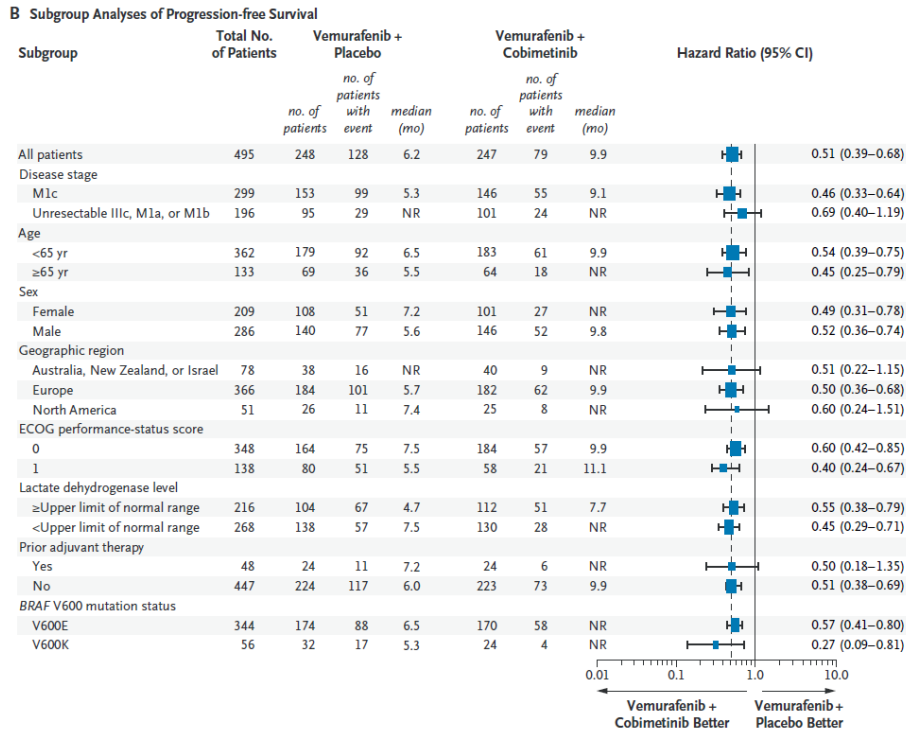 B Subgroup Analyses of Progression-free Survival
Subgroup Total No. of Patients Vemurafenib + Placebo Vemurafenib + Cobimetinib Hazard Ratio (95% CI)
no. of patients no. of patients with event median (mo) no. of patients no. of patients with event median (mo)
All patients 495 248 128 6.2 247 79 9.9 0.51 (0.39–0.68)
Disease stage
M1c 299 153 99 5.3 146 55 9.1 0.46 (0.33–0.64)
Unresectable IIIc, M1a, or M1b 196 95 29 NR 101 24 NR 0.69 (0.40–1.19)
Age
<65 yr 362 179 92 6.5 183 61 9.9 0.54 (0.39–0.75)
≥65 yr 133 69 36 5.5 64 18 NR 0.45 (0.25–0.79)
Sex
Female 209 108 51 7.2 101 27 NR 0.49 (0.31–0.78)
Male 286 140 77 5.6 146 52 9.8 0.52 (0.36–0.74)
Geographic region
Australia, New Zealand, or Israel 78 38 16 NR 40 9 NR 0.51 (0.22–1.15)
Europe 366 184 101 5.7 182 62 9.9 0.50 (0.36–0.68)
North America 51 26 11 7.4 25 8 NR 0.60 (0.24–1.51)
ECOG performance-status score
0 348 164 75 7.5 184 57 9.9 0.60 (0.42–0.85)
1 138 80 51 5.5 58 21 11.1 0.40 (0.24–0.67)
Lactate dehydrogenase level
≥Upper limit of normal range 216 104 67 4.7 112 51 7.7 0.55 (0.38–0.79)
<Upper limit of normal range 268 138 57 7.5 130 28 NR 0.45 (0.29–0.71)
Prior adjuvant therapy
Yes 48 24 11 7.2 24 6 NR 0.50 (0.18–1.35)
No 447 224 117 6.0 223 73 9.9 0.51 (0.38–0.69)
BRAF V600 mutation status
V600E 344 174 88 6.5 170 58 NR 0.57 (0.41–0.80)
V600K 56 32 17 5.3 24 4 NR 0.27 (0.09–0.81)
0.01 0.1 1.0 10.0
Vemurafenib + Cobimetinib Better Vemurafenib + Placebo Better